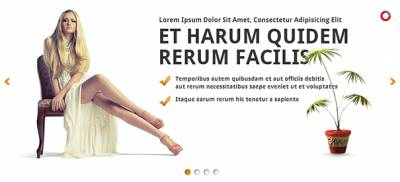 Lorem Ipsum Dolor Sit Amet, Consectetur Adipisicing Elit
ET HARUM QUIDEM
RERUM FACILIS
Temporibus autem quibusdam et aut officiis debitis
aut rerum necessitatibus saepe eveniet ut et voluptates
Itaque earum rerum hic tenetur a sapiente